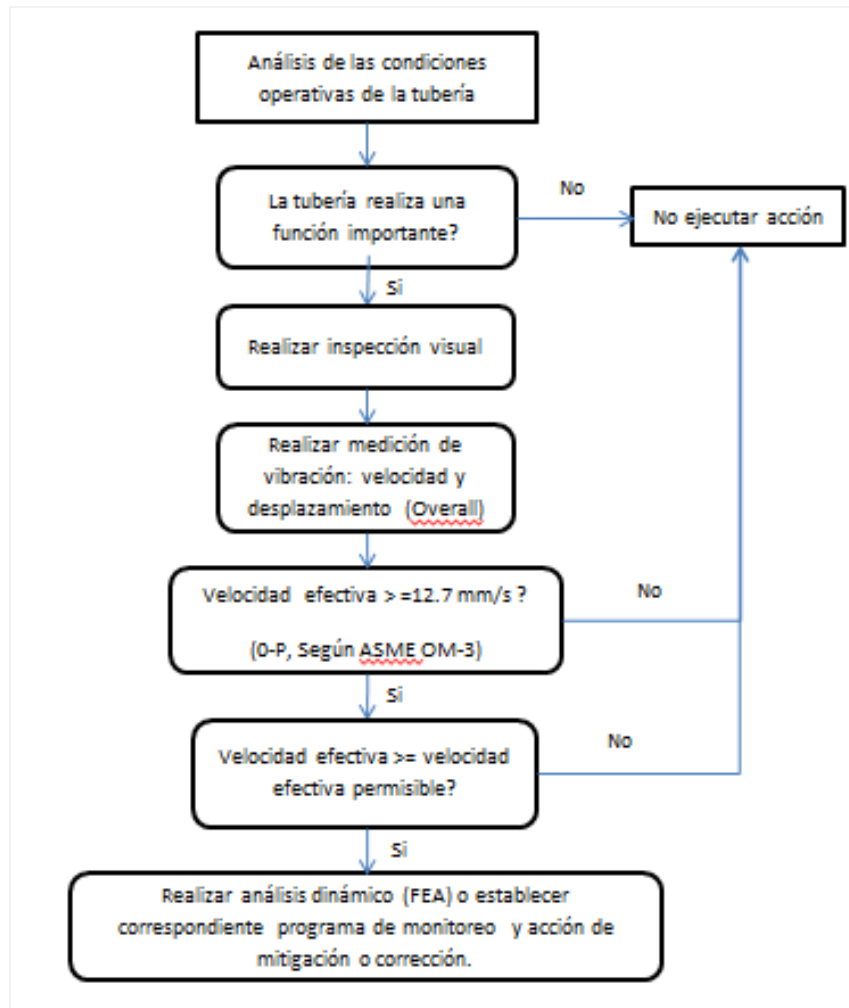 Análisis de las condiciones
operativas de la tubería
La tubería realiza una
función importante?
No
No ejecutar acción
Si
Realizar inspección visual
Realizar medición de
vibración: velocidad y
desplazamiento (Overall)
Velocidad efectiva > =12.7 mm/s ?
(0-P, Según ASME OM-3)
No
Si
Velocidad efectiva >= velocidad
efectiva permisible?
No
Si
Realizar análisis dinámico (FEA) o establecer
correspondiente programa de monitoreo y acción de
mitigación o corrección.